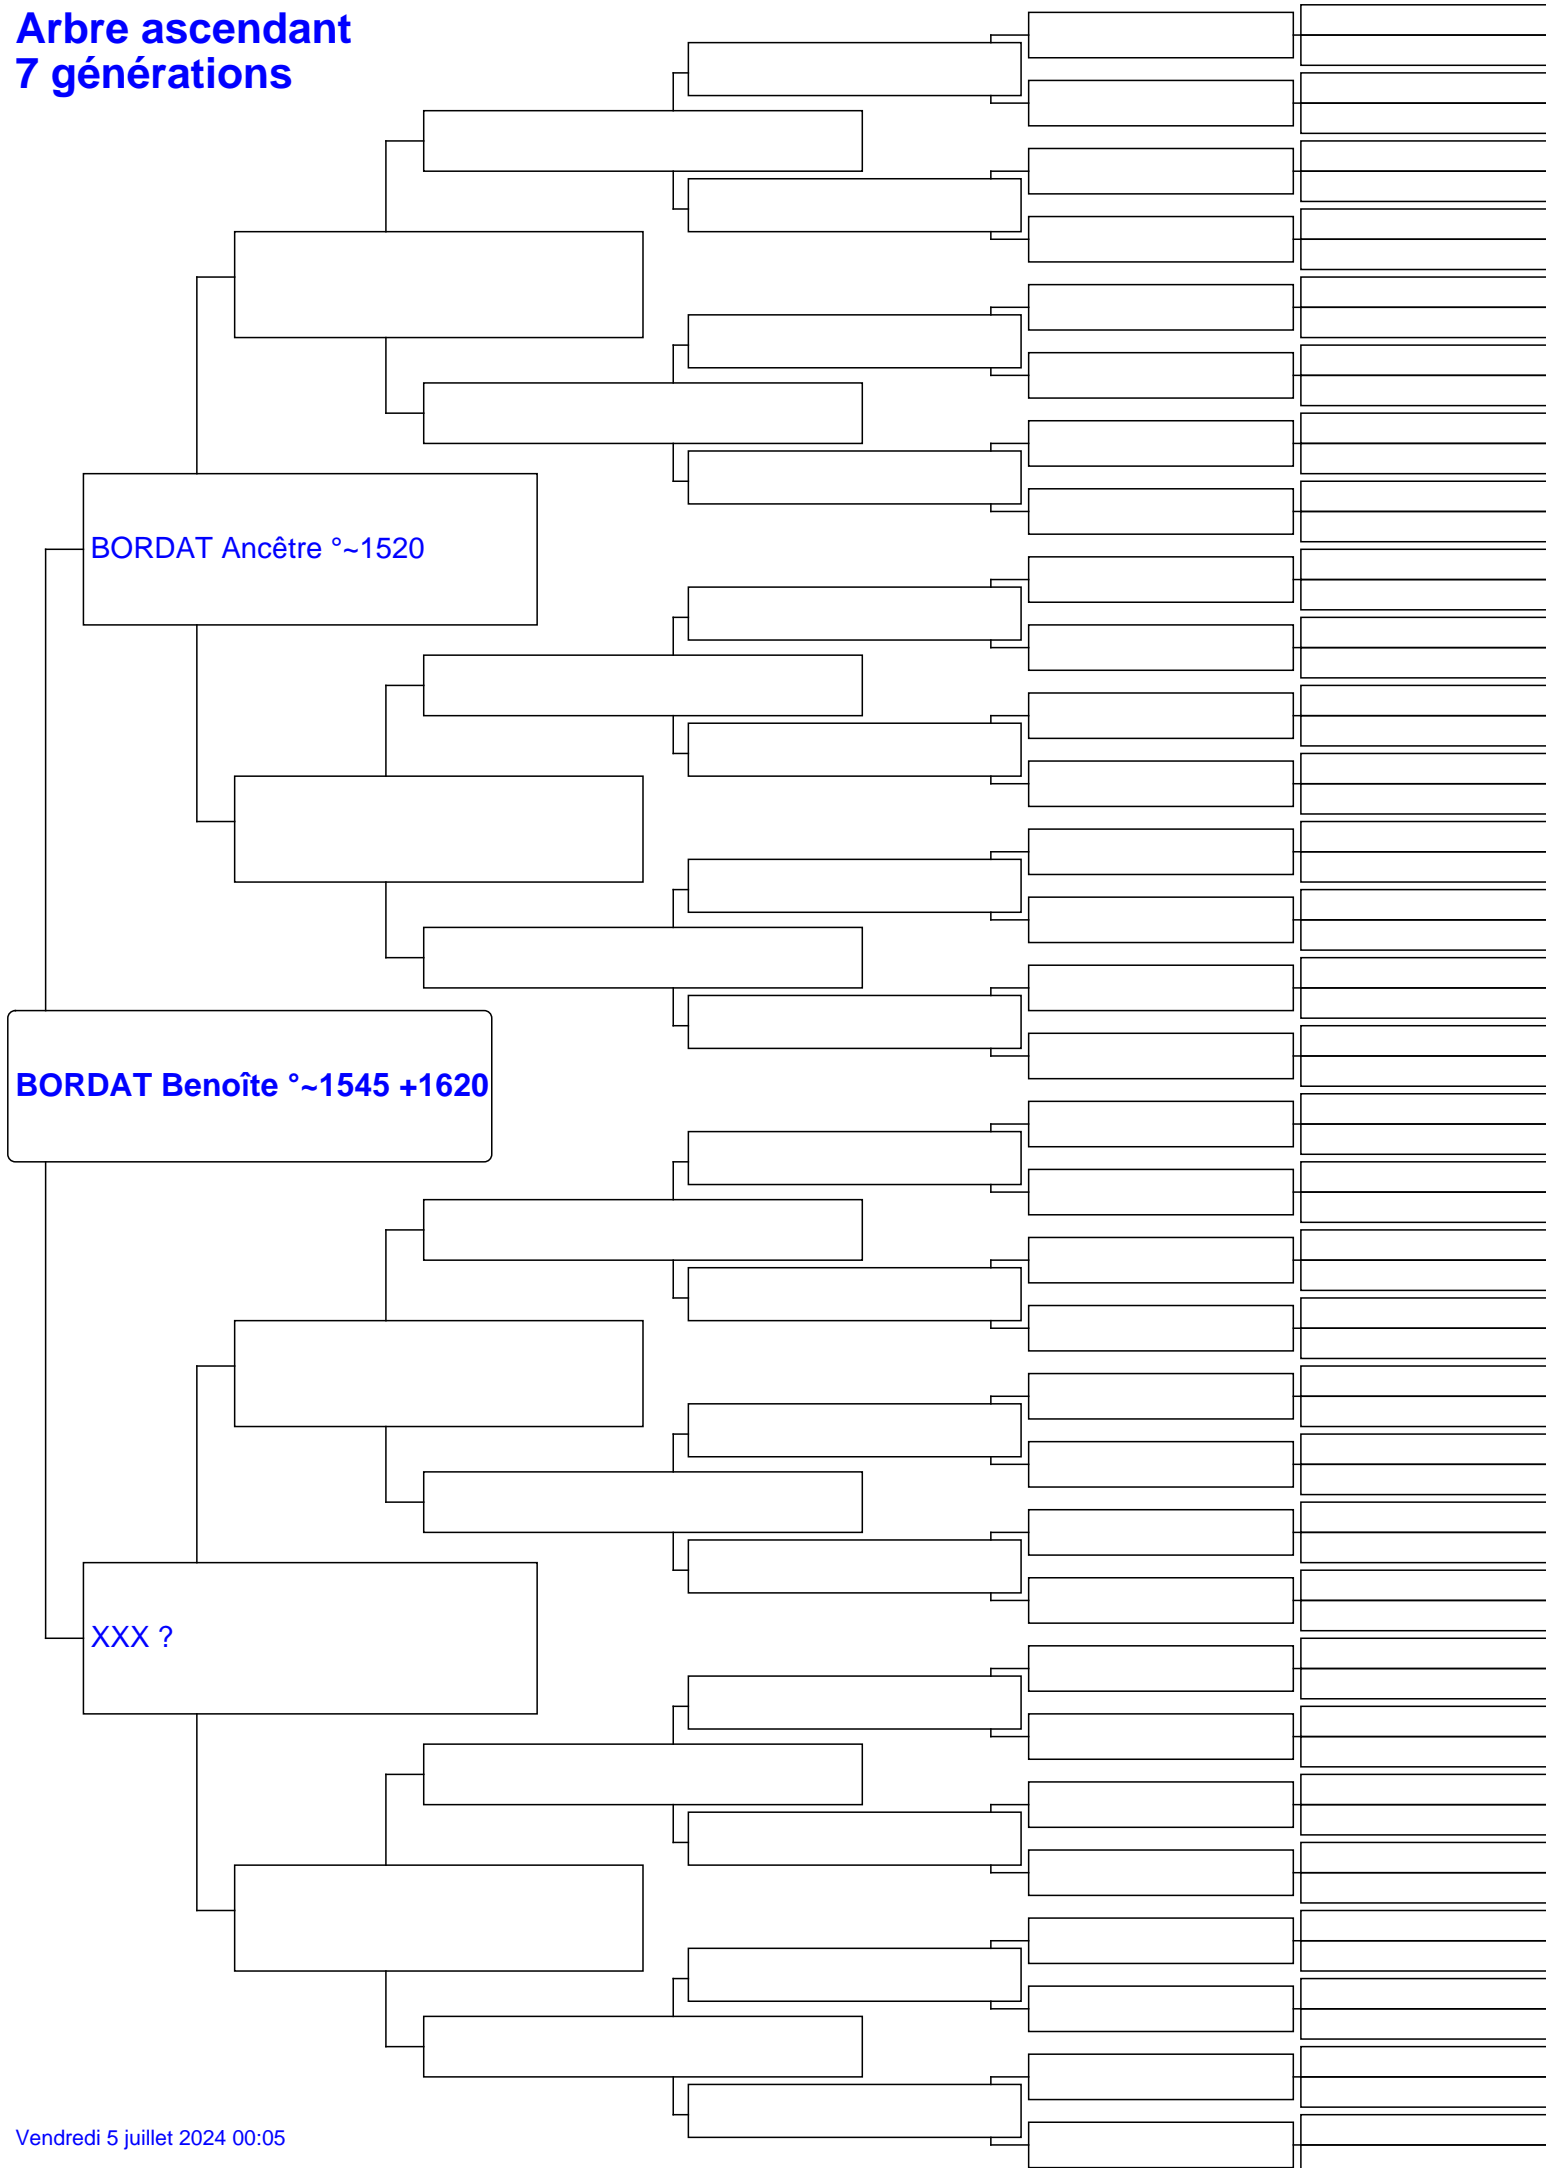 Arbre ascendant
7 générations
BORDAT Ancêtre °~1520
BORDAT Benoîte °~1545 +1620
XXX ?
Vendredi 5 juillet 2024 00:05